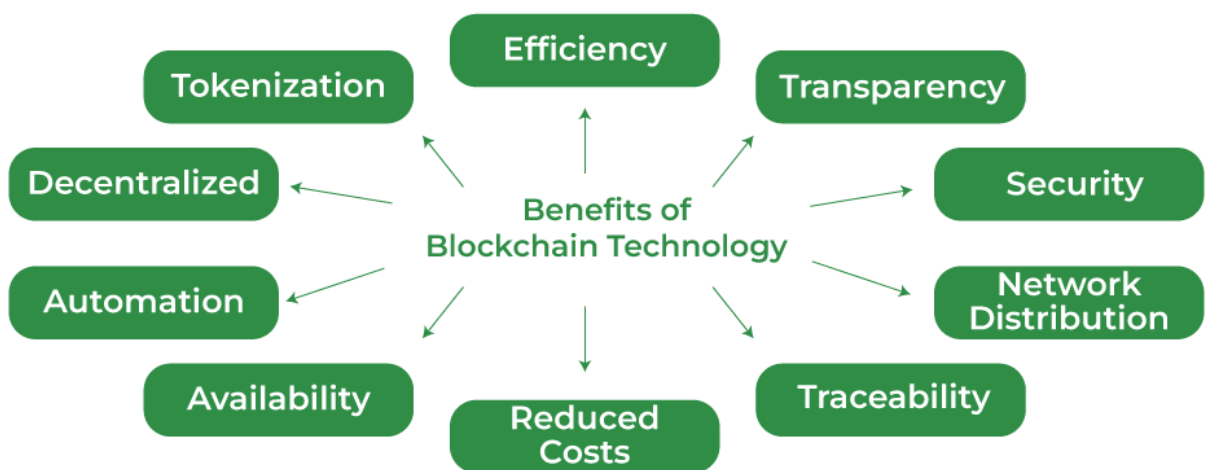 Efficiency
Tokenization
Transparency
Decentralized
Security
Benefits of
Blockchain Technology
Automation
Network
Distribution
Availability
Traceability
Reduced
Costs